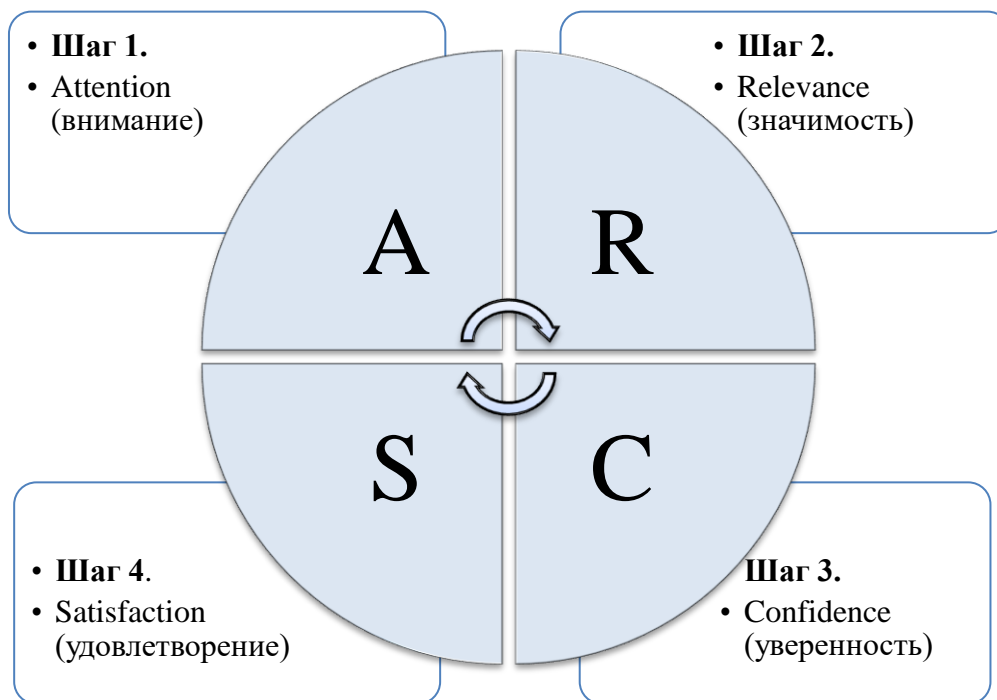 • Шаг 1.
• Attention
(внимание)
• Шаг 2.
• Relevance
(значимость)
A
R
S
C
• Шаг 4.
• Satisfaction
(удовлетворение)
Шаг 3.
• Confidence
(уверенность)